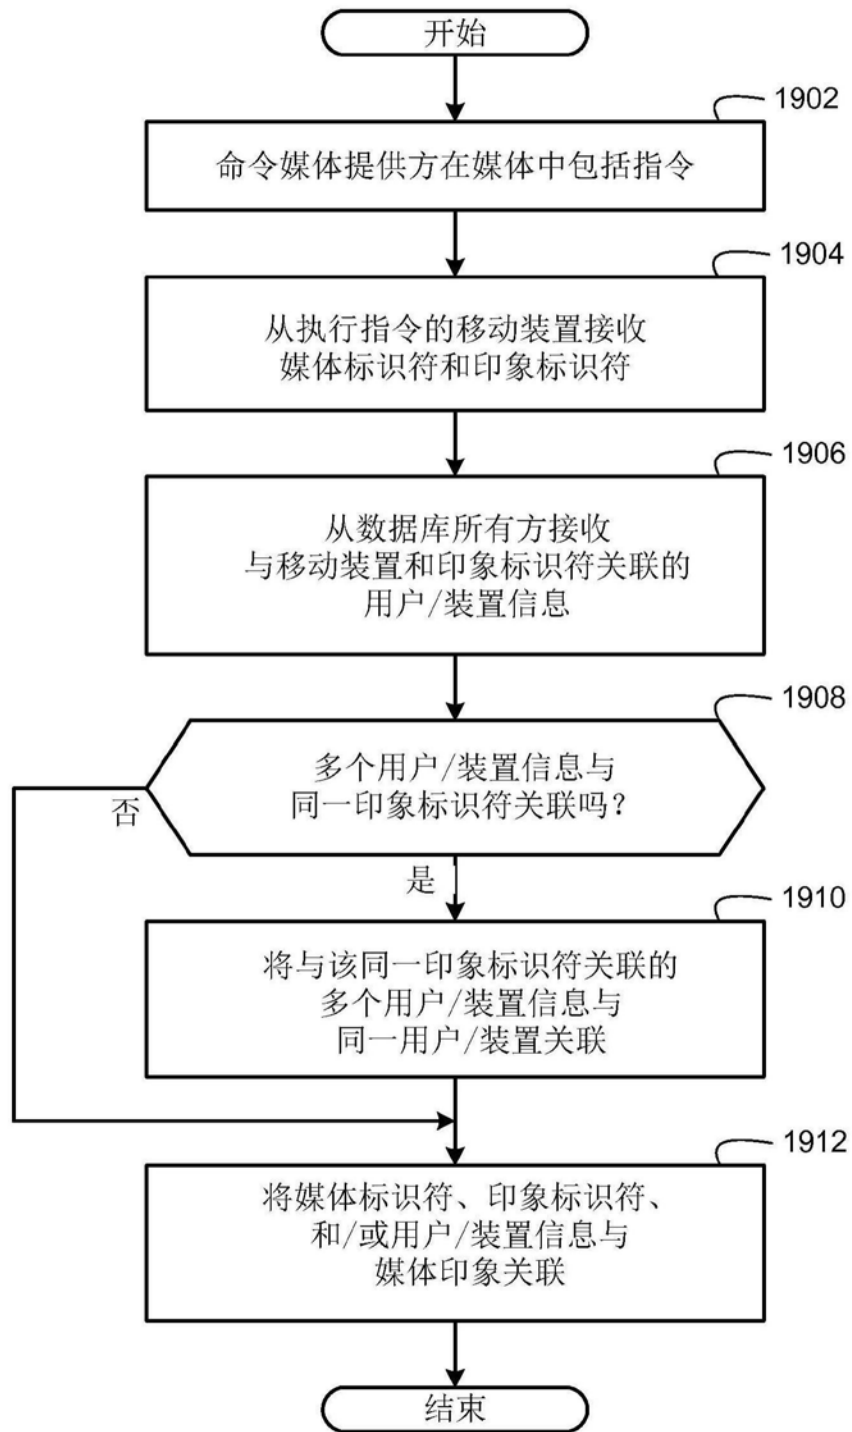 开始
1902
命令媒体提供方在媒体中包括指令
1904
从执行指令的移动装置接收
媒体标识符和印象标识符
1906
从数据库所有方接收
与移动装置和印象标识符关联的
用户/装置信息
1908
多个用户/装置信息与
同一印象标识符关联吗？
否
是
1910
将与该同一印象标识符关联的
多个用户/装置信息与
同一用户/装置关联
1912
将媒体标识符、印象标识符、
和/或用户/装置信息与
媒体印象关联
结束